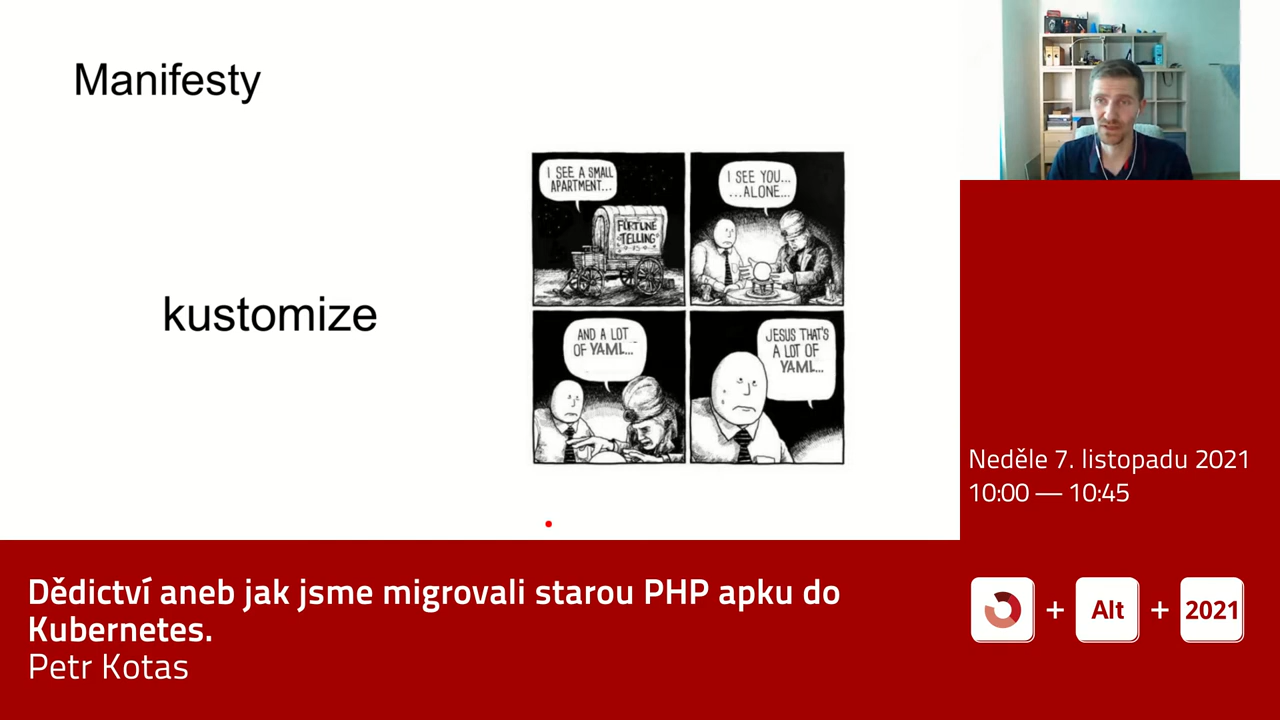 Manifesty
kustomize
I SEE A SMALL
APARTMENT...
FORTUNE
TELLING
I SEE YOU...
...ALONE...
AND A LOT
OF YAML...
JESUS THAT'S
A LOT OF
YAML...
Neděle 7. listopadu 2021
10:00 — 10:45
Dědictví aneb jak jsme migrovali starou PHP apku do
Kubernetes.
Petr Kotas
+ Alt + 2021